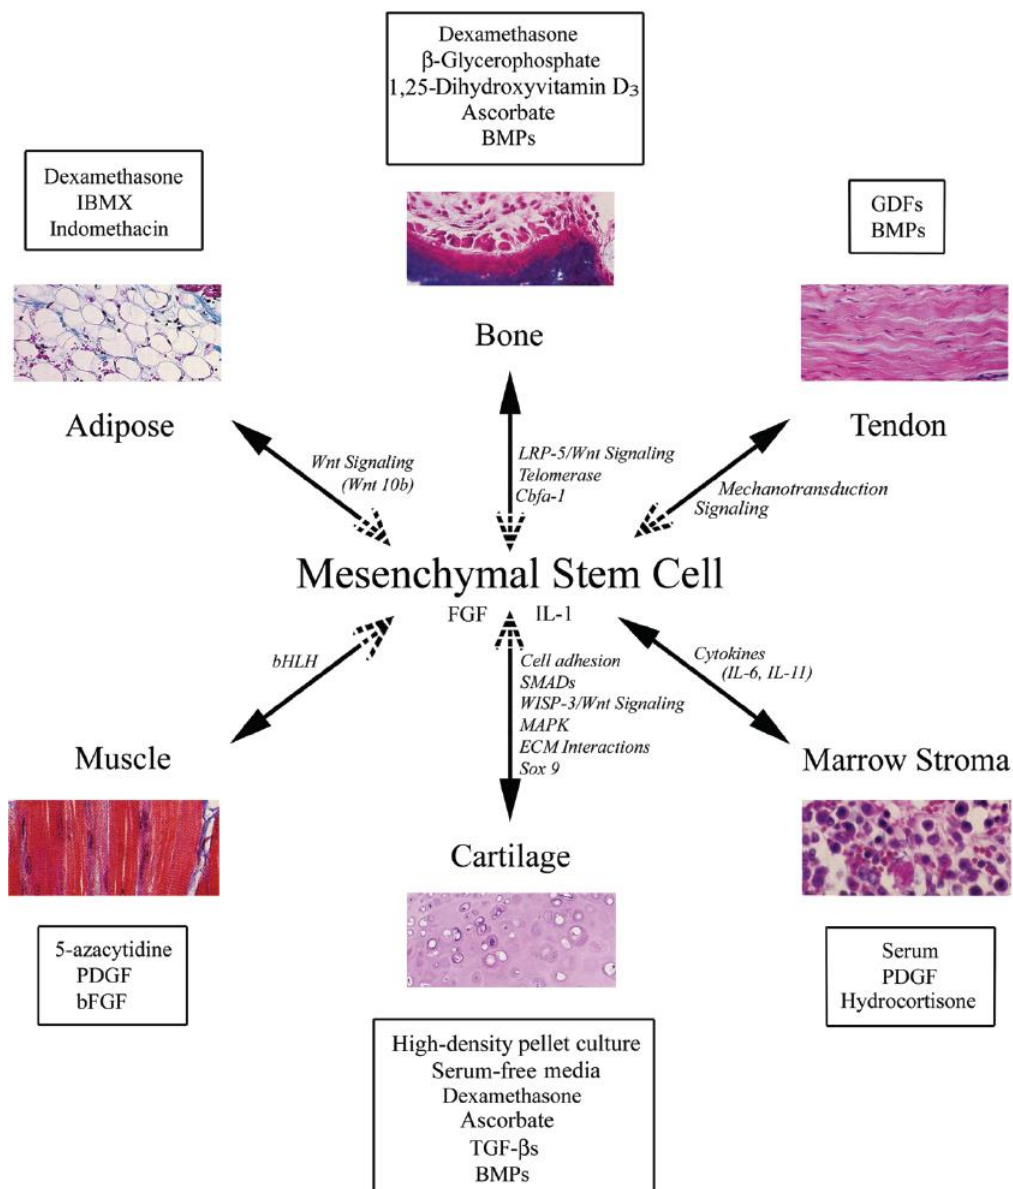 Dexamethasone
β-Glycerophosphate
1,25-Dihydroxyvitamin D₃
Ascorbate
BMPs
Dexamethasone
IBMX
Indomethacin
GDFs
BMPs
Bone
Adipose
Tendon
Wnt Signaling
(Wnt 10b)
LRP-5/Wnt Signaling
Telomerase
Cbfa-1
Mechanotransduction
Signaling
Mesenchymal Stem Cell
FGF IL-1
bHLH
Cell adhesion
SMADs
WISP-3/Wnt Signaling
MAPK
ECM Interactions
Sox 9
Cytokines
(IL-6, IL-11)
Muscle
Marrow Stroma
Cartilage
5-azacytidine
PDGF
bFGF
Serum
PDGF
Hydrocortisone
High-density pellet culture
Serum-free media
Dexamethasone
Ascorbate
TGF-βs
BMPs